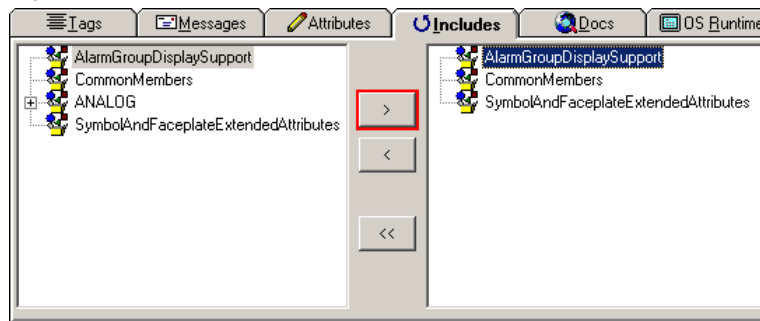 Tags Messages Attributes Includes Docs OS Runtime
AlarmGroupDisplaySupport
CommonMembers
ANALOG
SymbolAndFaceplateExtendedAttributes
>
<
<<
AlarmGroupDisplaySupport
CommonMembers
SymbolAndFaceplateExtendedAttributes